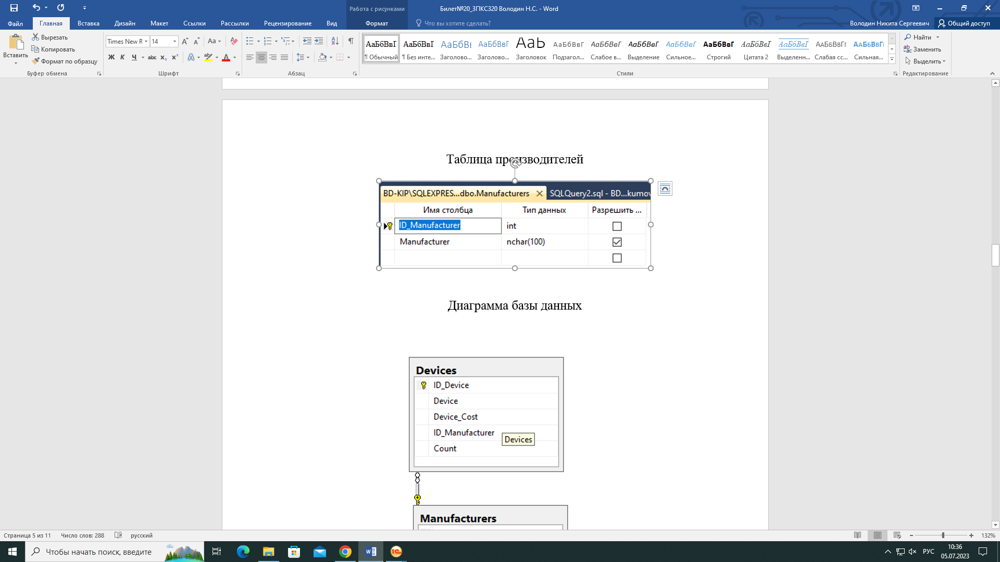 Билет№20_3ПКС320 Володин Н.С. - Word
Работа с рисунками
Файл
Главная
Вставка
Дизайн
Макет
Ссылки
Рассылки
Рецензирование
Вид
Формат
Что вы хотите сделать?
Володин Никита Сергеевич
Общий доступ
Вставить
Вырезать
Копировать
Формат по образцу
Буфер обмена
Times New R
14
Aa
Ж К Ч abc x₂ x²
Шрифт
Абзац
АаБбВвГ
¶ Обычный
АаБбВвГ
¶ Без инте...
АаБбВ
Заголово...
АаБбВвГ
Заголово...
АаБ
Заголовок
АаБбВвГ
Подзагол...
АаБбВвГ
Слабое в...
АаБбВвГ
Выделение
АаБбВвГ
Сильное...
АаБбВвГ
Строгий
АаБбВвГ
Цитата 2
АаБбВвГ
Выделенн...
АаБбВвГ
Слабая сс...
АаБбВвГ
Сильная...
Стили
Найти
Заменить
Выделить
Редактирование
Таблица производителей
BD-KIP\SQLEXPRES...dbo.Manufacturers
SQLQuery2.sql - BD...kumov
Имя столбца Тип данных Разрешить ...
ID_Manufacturer int
Manufacturer nchar(100)
Диаграмма базы данных
Devices
ID_Device
Device
Device_Cost
ID_Manufacturer
Devices
Count
Manufacturers
Страница 5 из 11
Число слов: 288
русский
132%
Чтобы начать поиск, введите
РУС
10:36
05.07.2023